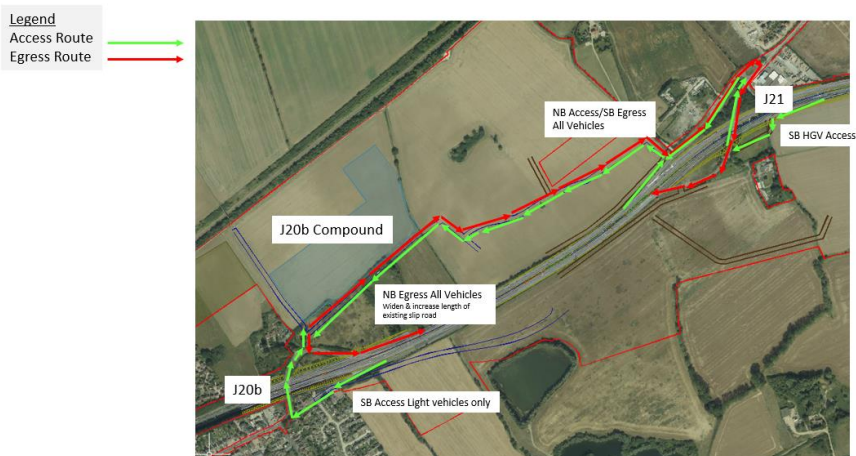 Legend
Access Route
Egress Route
J21
NB Access/SB Egress
All Vehicles
SB HGV Access
J20b Compound
NB Egress All Vehicles
Widen & increase length of
existing slip road
J20b
SB Access Light vehicles only